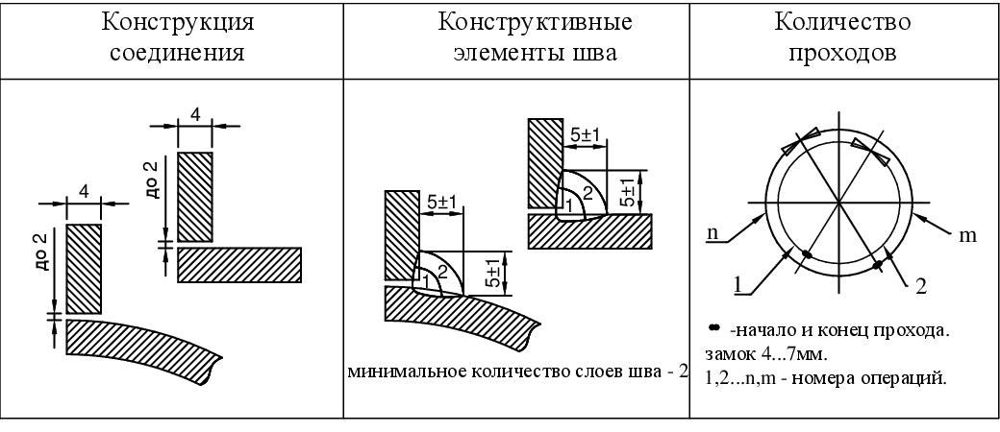 Конструкция
соединения
Конструктивные
элементы шва
Количество
проходов
4
до 2
4
до 2
5±1
5±1
1
2
5±1
5±1
1
2
минимальное количество слоев шва - 2
n
m
1
2
-начало и конец прохода.
замок 4...7мм.
1,2...n,m - номера операций.